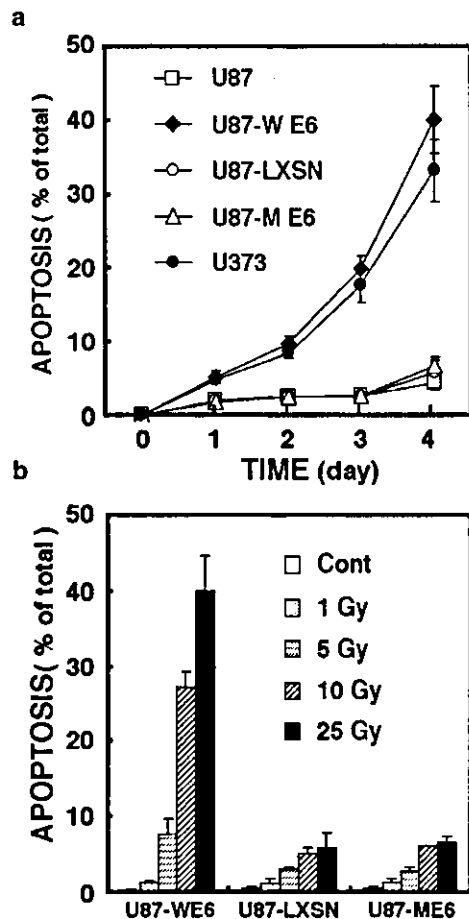 a
APOPTOSIS ( % of total )
50
40
30
20
10
0
U87
U87-W E6
U87-LXSN
U87-M E6
U373
0 1 2 3 4
TIME (day)
b
APOPTOSIS ( % of total )
50
40
30
20
10
0
Cont
1 Gy
5 Gy
10 Gy
25 Gy
U87-WE6 U87-LXSN U87-ME6